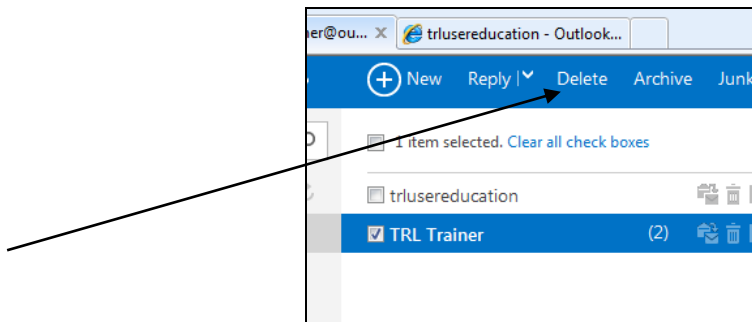 er@ou... x trlusereducation - Outlook...
New Reply Delete Archive Junk
1 item selected. Clear all check boxes
trlusereducation
TRL Trainer (2)